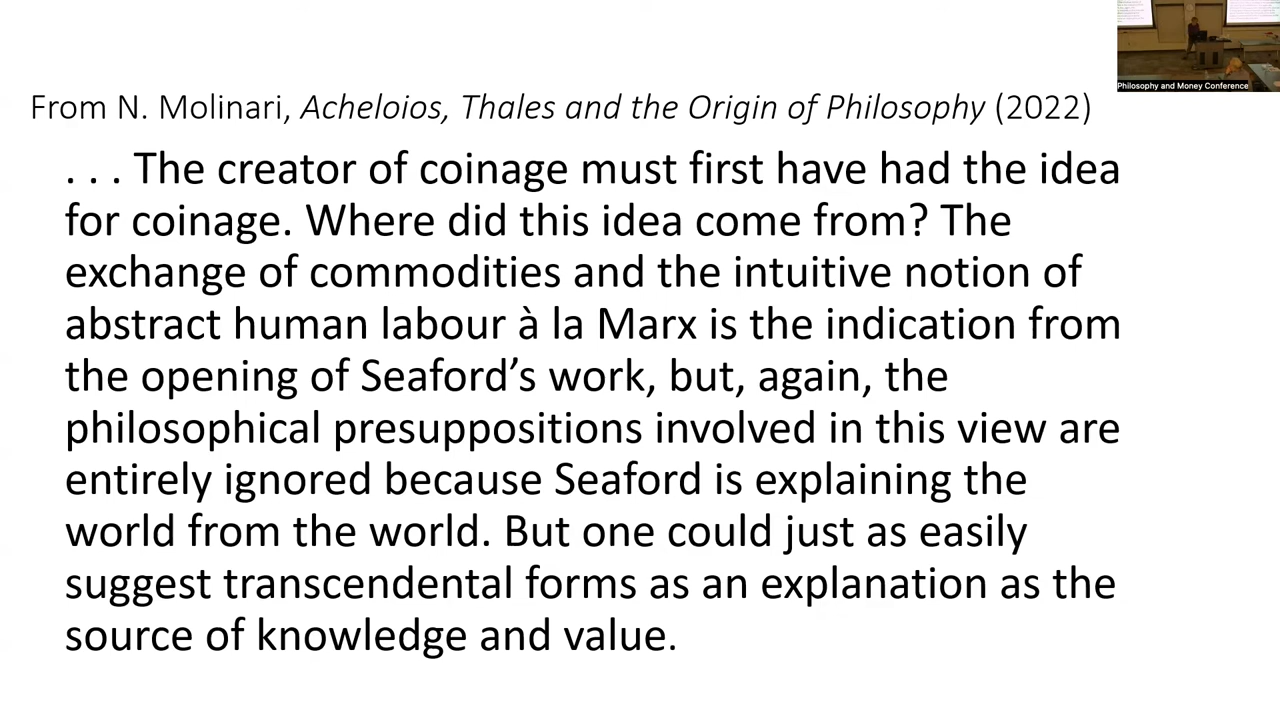 Philosophy and Money Conference
From N. Molinari, Acheloios, Thales and the Origin of Philosophy (2022)
. . . The creator of coinage must first have had the idea
for coinage. Where did this idea come from? The
exchange of commodities and the intuitive notion of
abstract human labour à la Marx is the indication from
the opening of Seaford’s work, but, again, the
philosophical presuppositions involved in this view are
entirely ignored because Seaford is explaining the
world from the world. But one could just as easily
suggest transcendental forms as an explanation as the
source of knowledge and value.